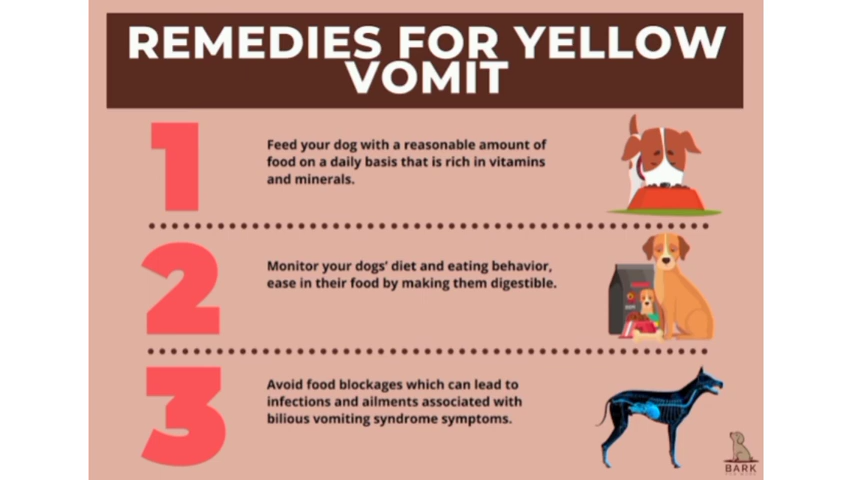 REMEDIES FOR YELLOW
VOMIT
1
Feed your dog with a reasonable amount of
food on a daily basis that is rich in vitamins
and minerals.
2
Monitor your dogs' diet and eating behavior,
ease in their food by making them digestible.
3
Avoid food blockages which can lead to
infections and ailments associated with
bilious vomiting syndrome symptoms.
BARK